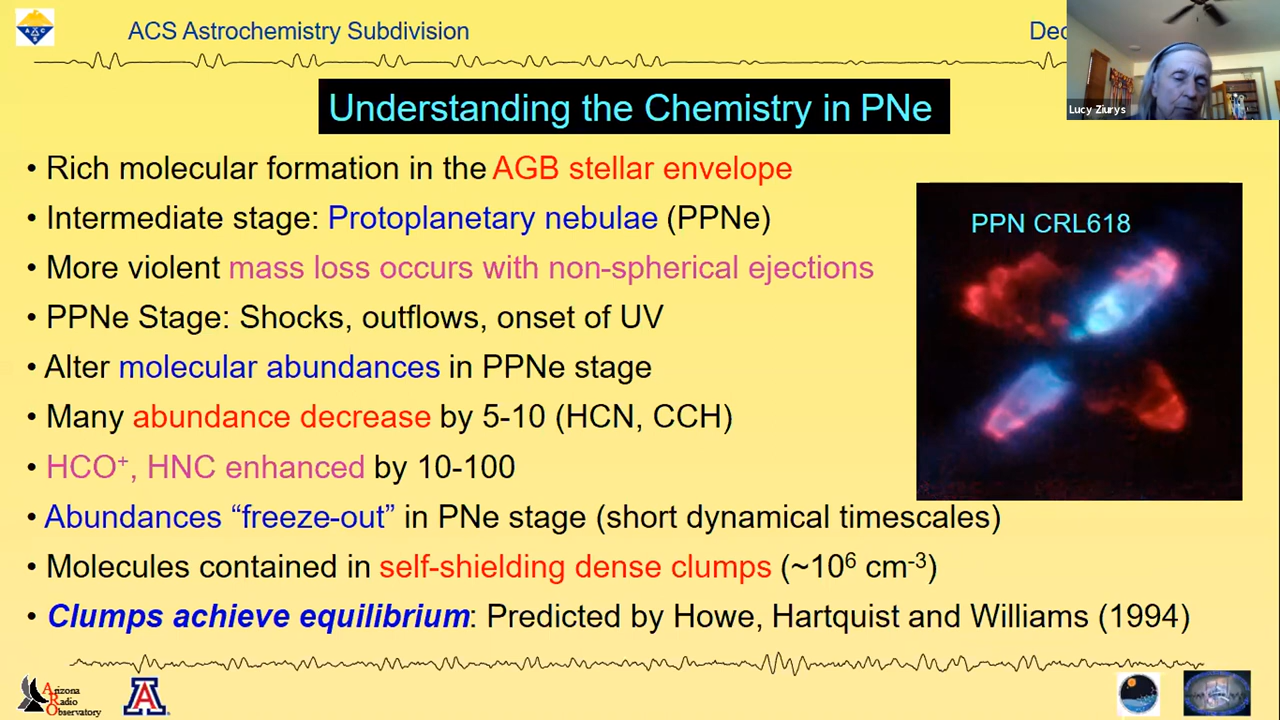 ACS Astrochemistry Subdivision
Dec
Lucy Ziurys
Understanding the Chemistry in PNe
• Rich molecular formation in the AGB stellar envelope
• Intermediate stage: Protoplanetary nebulae (PPNe)
• More violent mass loss occurs with non-spherical ejections
• PPNe Stage: Shocks, outflows, onset of UV
• Alter molecular abundances in PPNe stage
• Many abundance decrease by 5-10 (HCN, CCH)
• HCO⁺, HNC enhanced by 10-100
• Abundances “freeze-out” in PNe stage (short dynamical timescales)
• Molecules contained in self-shielding dense clumps (~10⁶ cm⁻³)
• Clumps achieve equilibrium: Predicted by Howe, Hartquist and Williams (1994)
PPN CRL618
Arizona
Radio
Observatory
A